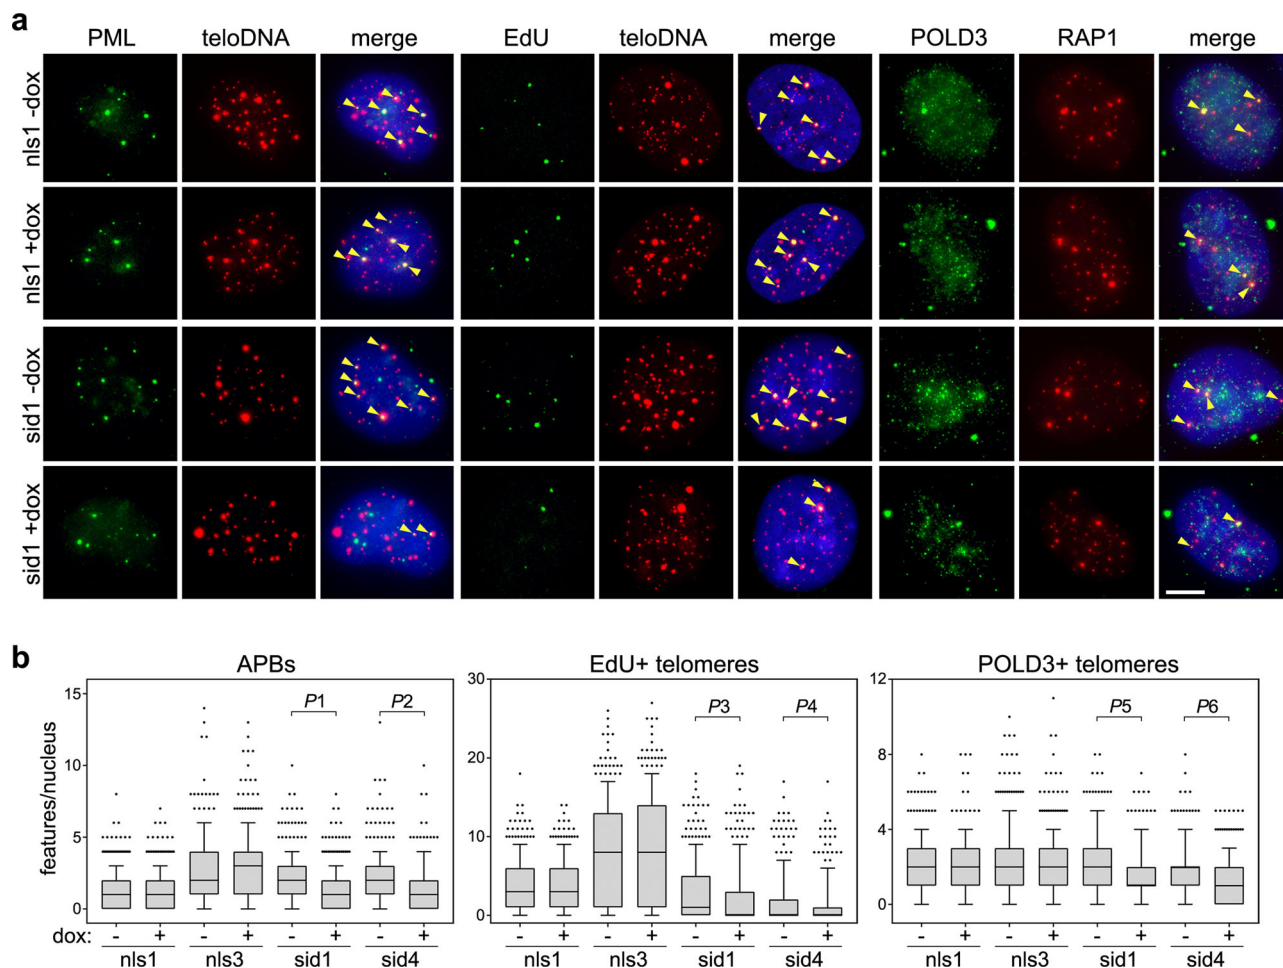 a
PML teloDNA merge EdU teloDNA merge POLD3 RAP1 merge
nls1 -dox
nls1 +dox
sid1 -dox
sid1 +dox
b
APBs EdU+ telomeres POLD3+ telomeres
features/nucleus
15
10
5
0
P1 P2
30
20
10
0
P3 P4
12
8
4
0
P5 P6
dox: - + - + - + - + - + - + - + - + - + - + - + - +
nls1 nls3 sid1 sid4 nls1 nls3 sid1 sid4 nls1 nls3 sid1 sid4